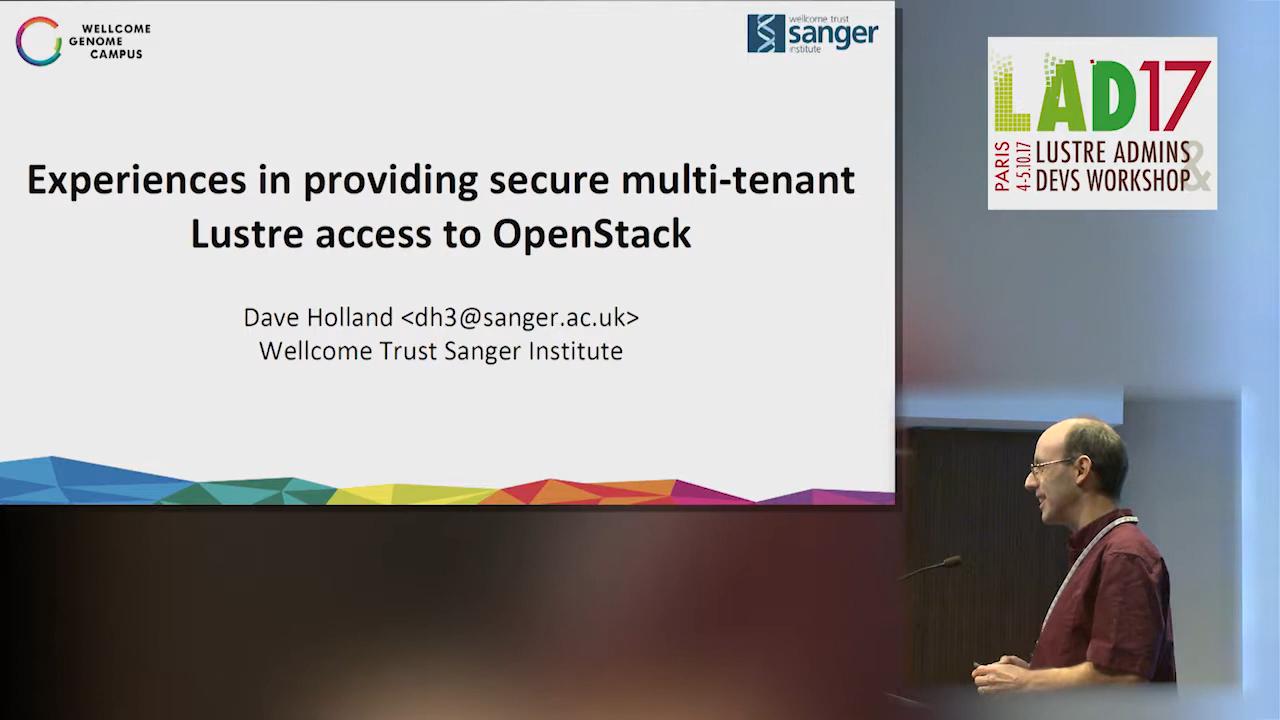 WELLCOME
GENOME
CAMPUS
wellcome trust
sanger
institute
Experiences in providing secure multi-tenant
Lustre access to OpenStack
Dave Holland <dh3@sanger.ac.uk>
Wellcome Trust Sanger Institute
LAD17
PARIS
4-5.10.17
LUSTRE ADMINS
& DEVS WORKSHOP